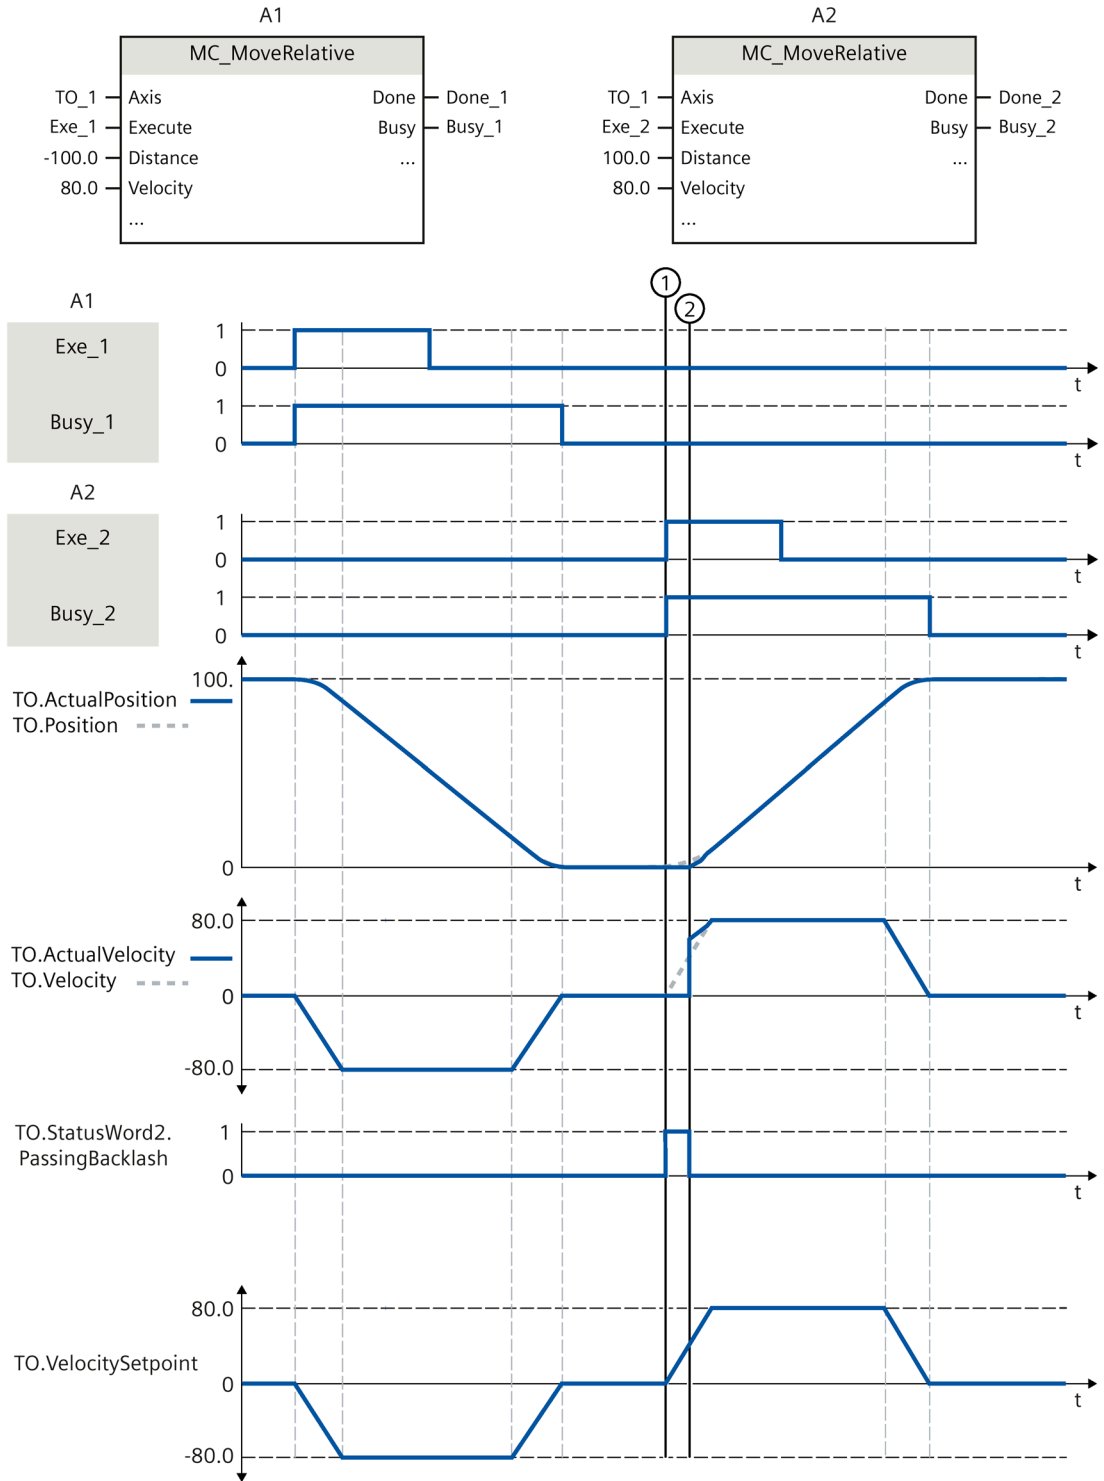 A1
A2
MC_MoveRelative
MC_MoveRelative
TO_1 Axis Done Done_1
TO_1 Axis Done Done_2
Exe_1 Execute Busy Busy_1
Exe_2 Execute Busy Busy_2
-100.0 Distance ...
100.0 Distance ...
80.0 Velocity
80.0 Velocity
...
...
1
2
A1
Exe_1
1
0
t
Busy_1
1
0
t
A2
Exe_2
1
0
t
Busy_2
1
0
t
100.
TO.ActualPosition
TO.Position
0
t
80.0
TO.ActualVelocity
TO.Velocity
0
t
-80.0
TO.StatusWord2.
PassingBacklash
1
0
t
80.0
TO.VelocitySetpoint
0
t
-80.0